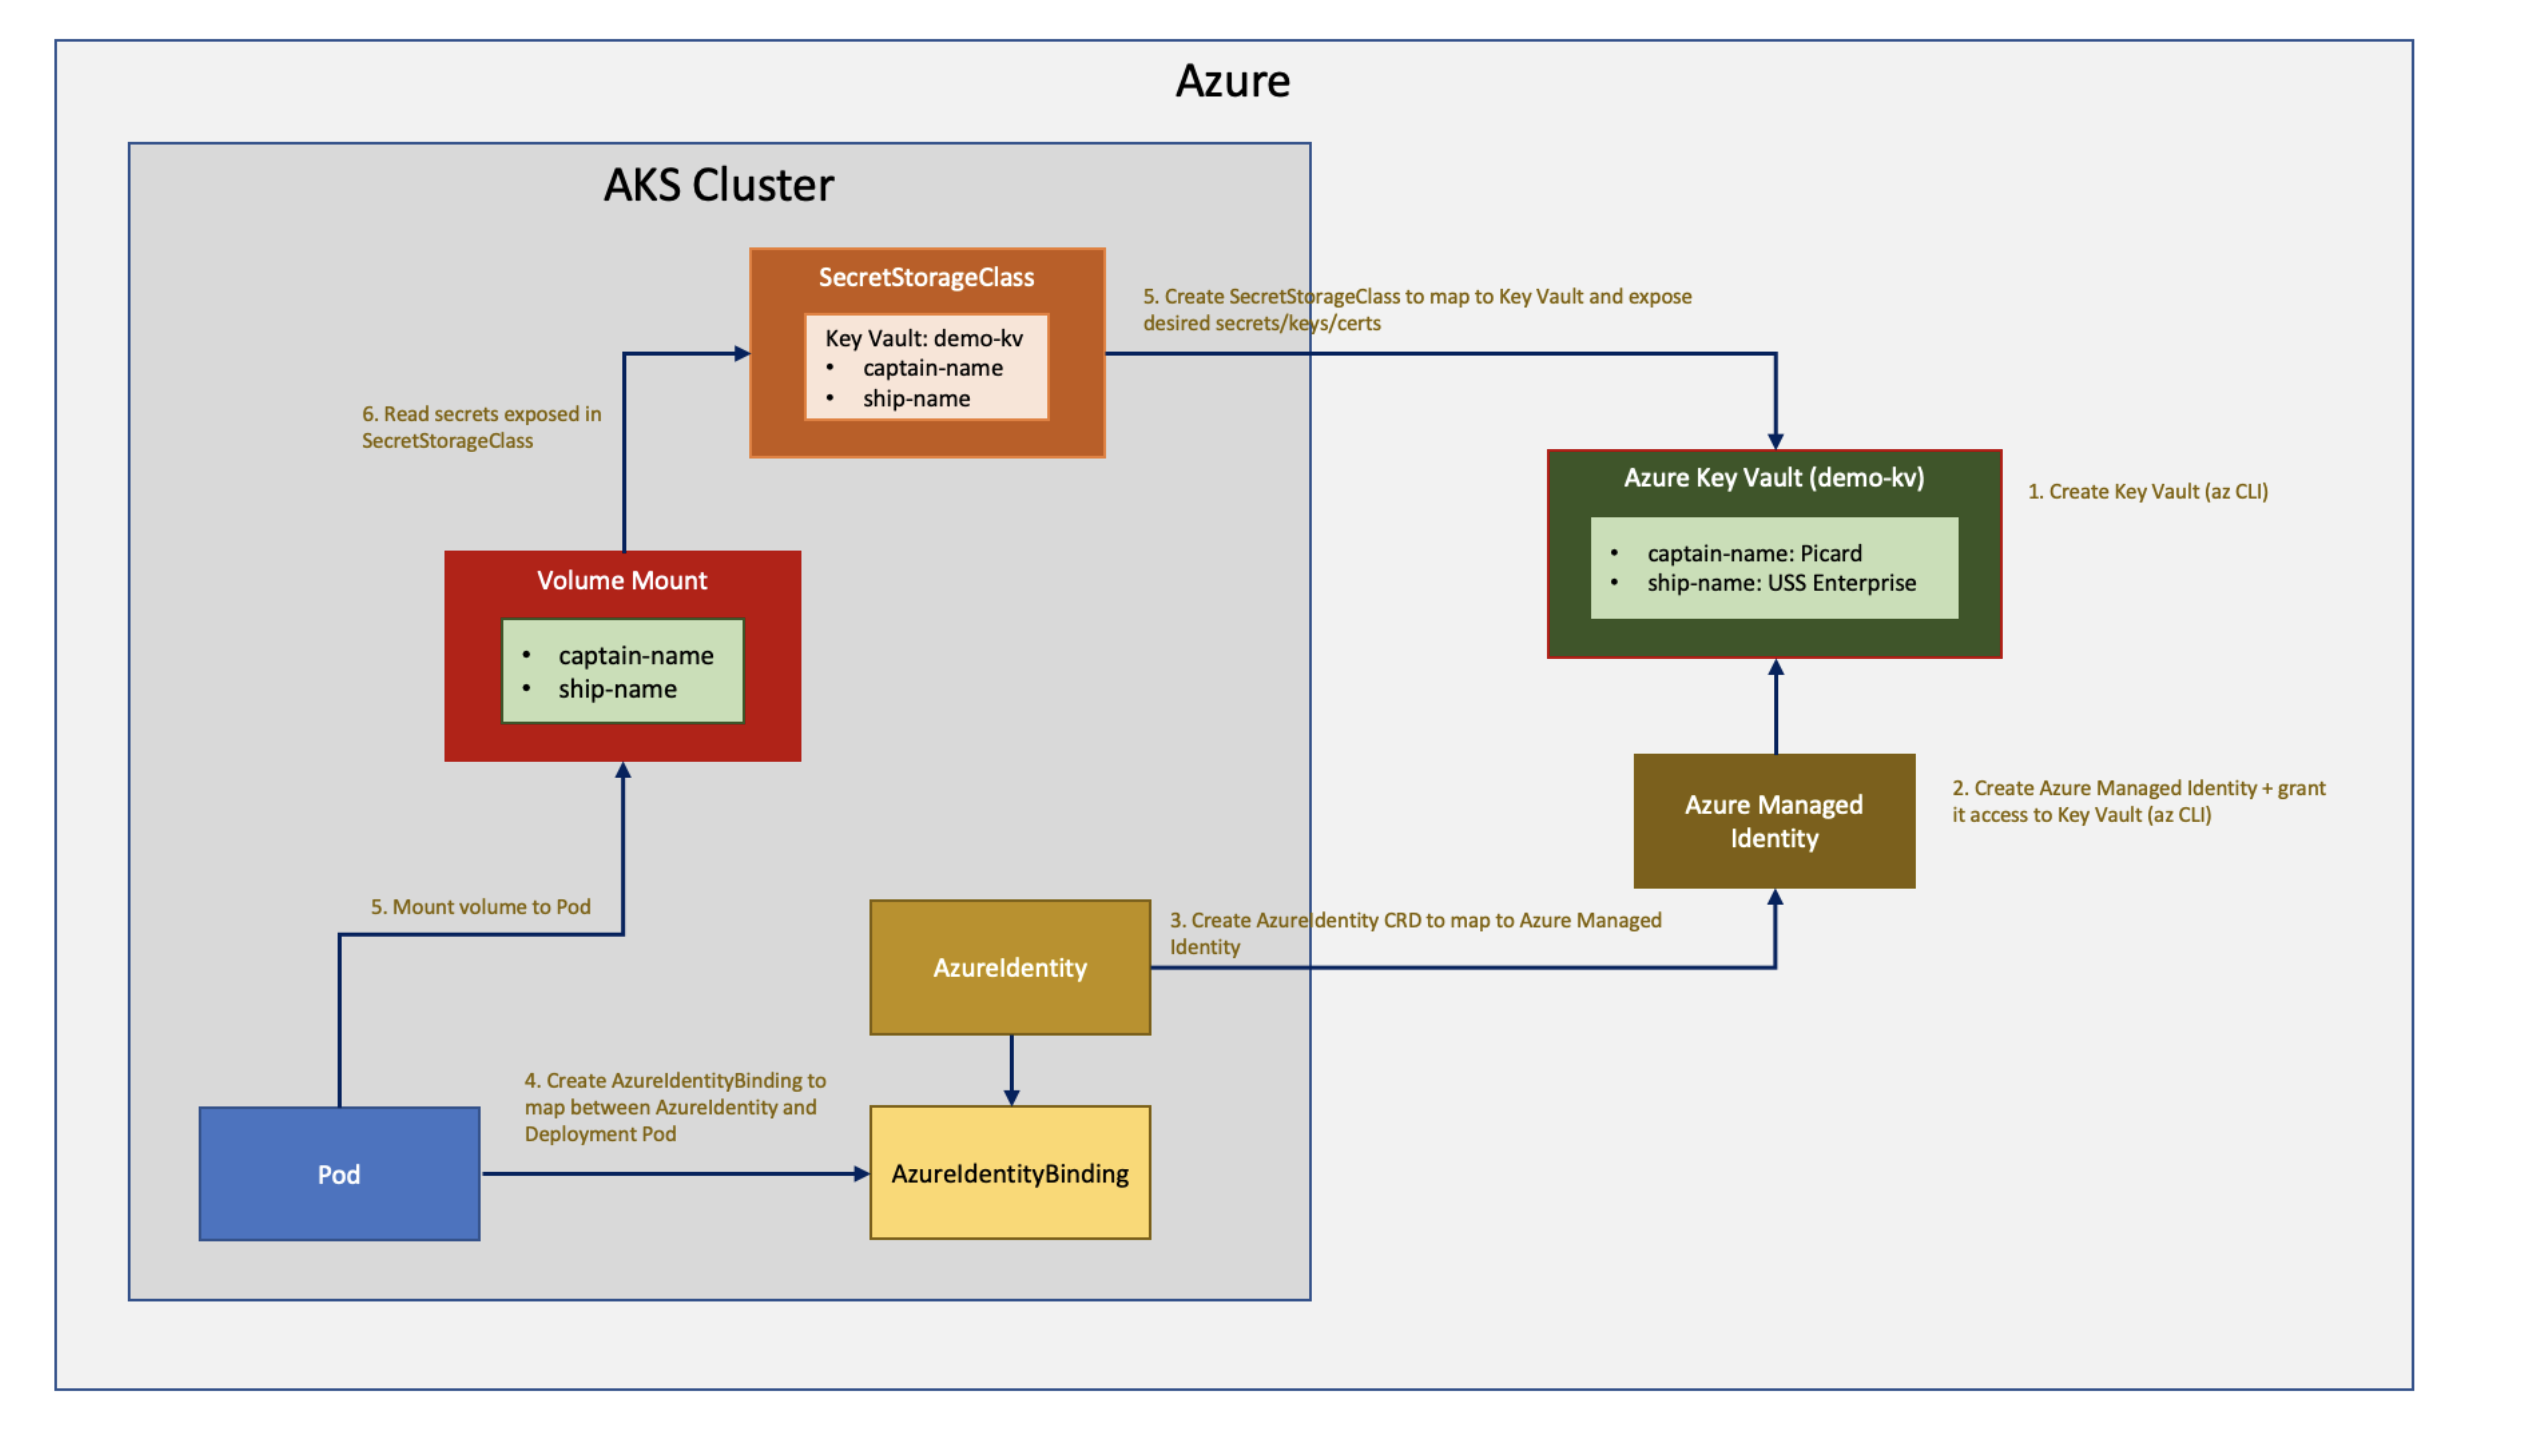 Azure
AKS Cluster
SecretStorageClass
Key Vault: demo-kv
• captain-name
• ship-name
5. Create SecretStorageClass to map to Key Vault and expose
desired secrets/keys/certs
6. Read secrets exposed in
SecretStorageClass
Azure Key Vault (demo-kv)
• captain-name: Picard
• ship-name: USS Enterprise
1. Create Key Vault (az CLI)
Volume Mount
• captain-name
• ship-name
Azure Managed
Identity
2. Create Azure Managed Identity + grant
it access to Key Vault (az CLI)
5. Mount volume to Pod
AzureIdentity
3. Create AzureIdentity CRD to map to Azure Managed
Identity
4. Create AzureIdentityBinding to
map between AzureIdentity and
Deployment Pod
Pod
AzureIdentityBinding